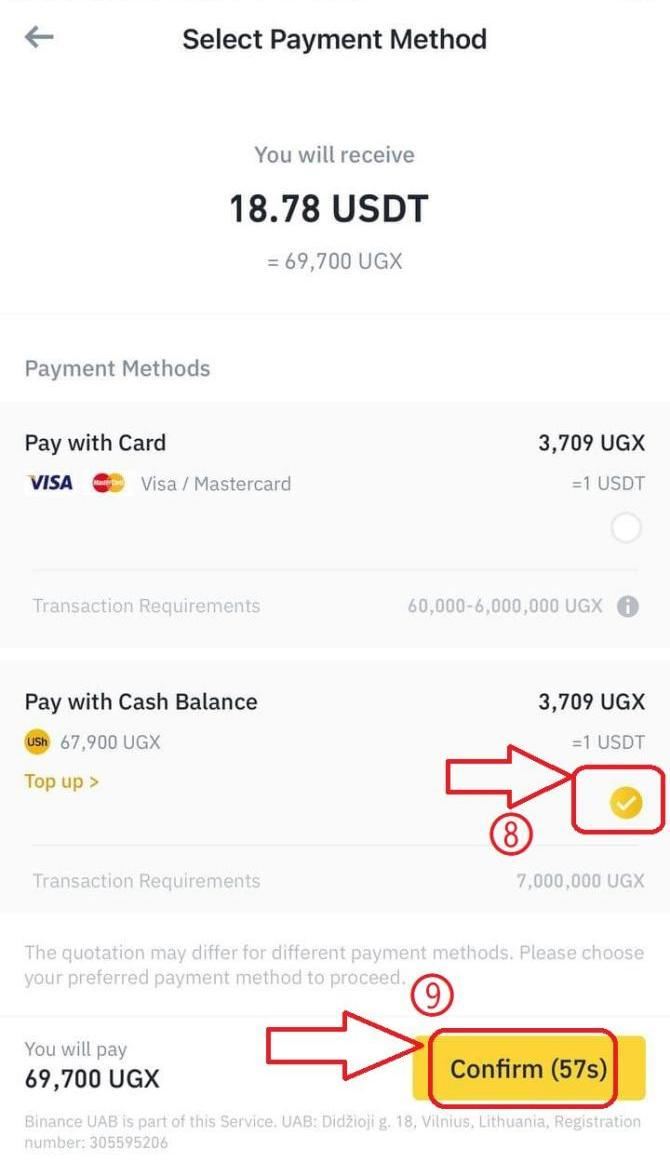 Select Payment Method
You will receive
18.78 USDT
= 69,700 UGX
Payment Methods
Pay with Card 3,709 UGX
VISA MasterCard Visa / Mastercard =1 USDT
Transaction Requirements 60,000-6,000,000 UGX i
Pay with Cash Balance 3,709 UGX
USh 67,900 UGX =1 USDT
Top up >
8
Transaction Requirements 7,000,000 UGX
The quotation may differ for different payment methods. Please choose
your preferred payment method to proceed.
9
You will pay
69,700 UGX
Confirm (57s)
Binance UAB is part of this Service. UAB: Didžioji g. 18, Vilnius, Lithuania, Registration
number: 305595206